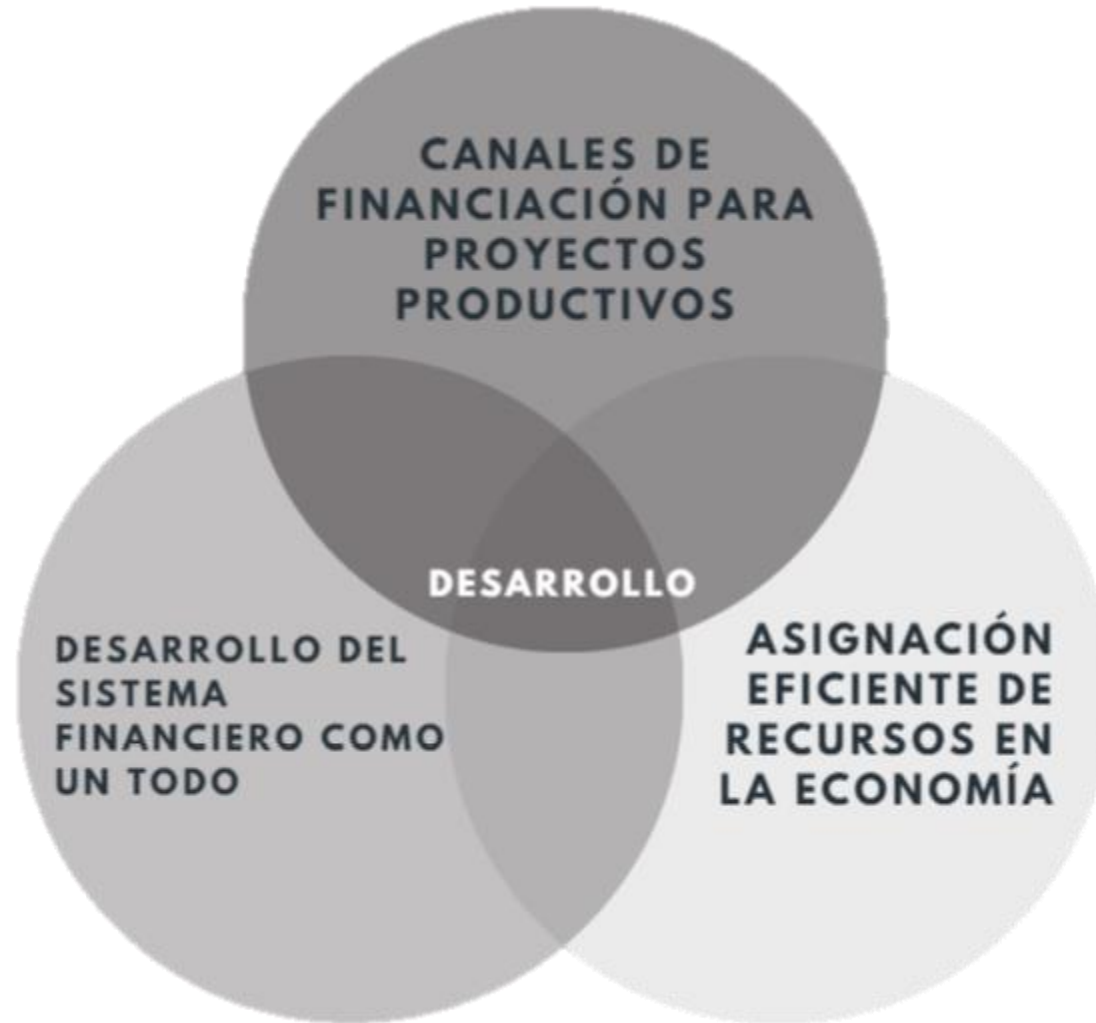 CANALES DE
FINANCIACIÓN PARA
PROYECTOS
PRODUCTIVOS
DESARROLLO
DESARROLLO DEL
SISTEMA
FINANCIERO COMO
UN TODO
ASIGNACIÓN
EFICIENTE DE
RECURSOS EN
LA ECONOMÍA